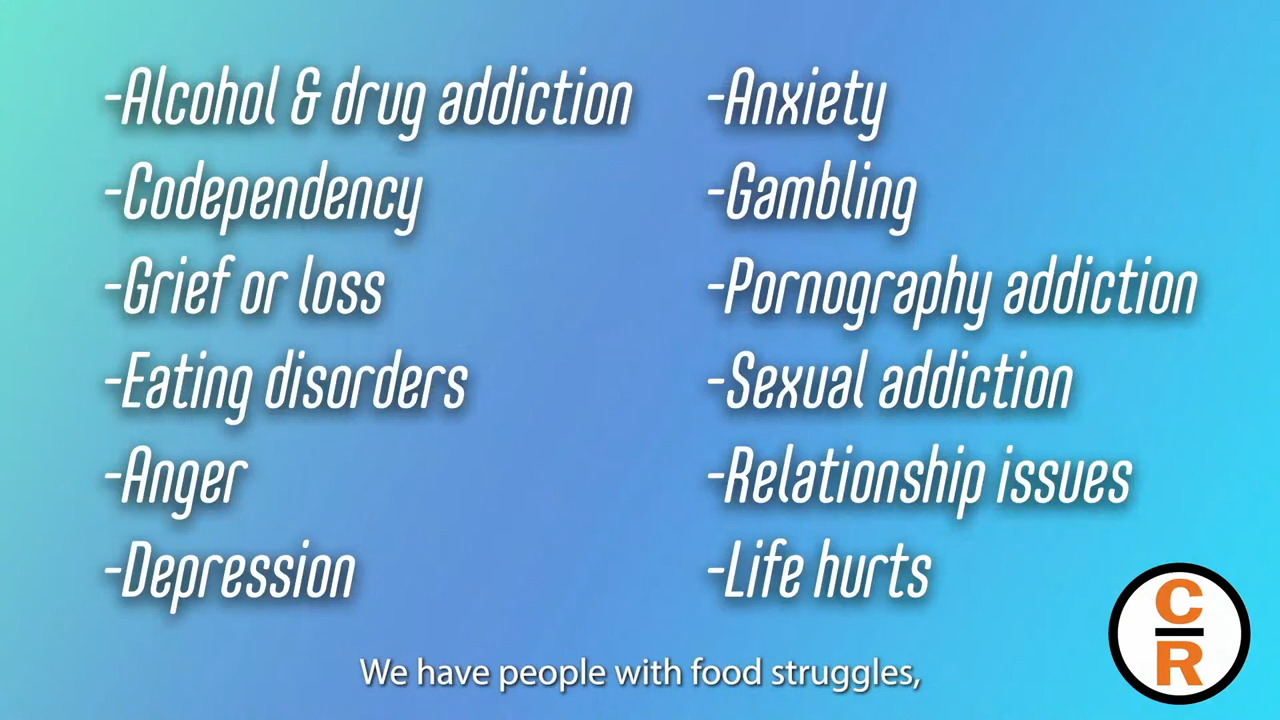 -Alcohol & drug addiction
-Codependency
-Grief or loss
-Eating disorders
-Anger
-Depression
-Anxiety
-Gambling
-Pornography addiction
-Sexual addiction
-Relationship issues
-Life hurts
C
R
We have people with food struggles,